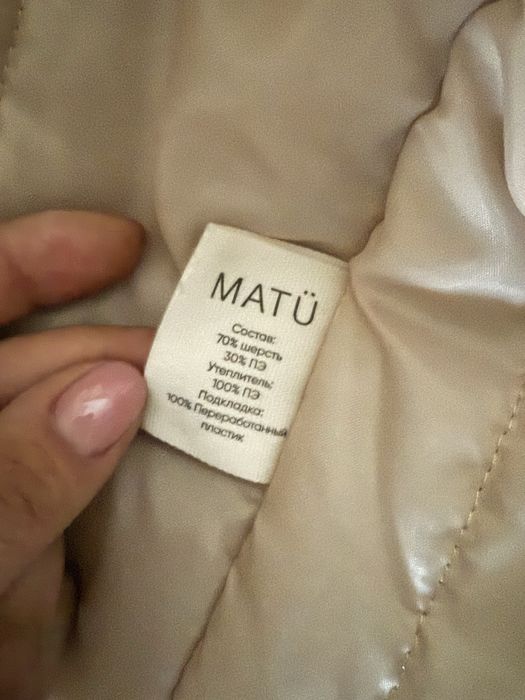 MATÜ
Состав:
70% шерсть
30% ПЭ
Утеплитель:
100% ПЭ
Подкладка:
100% Переработанный
пластик